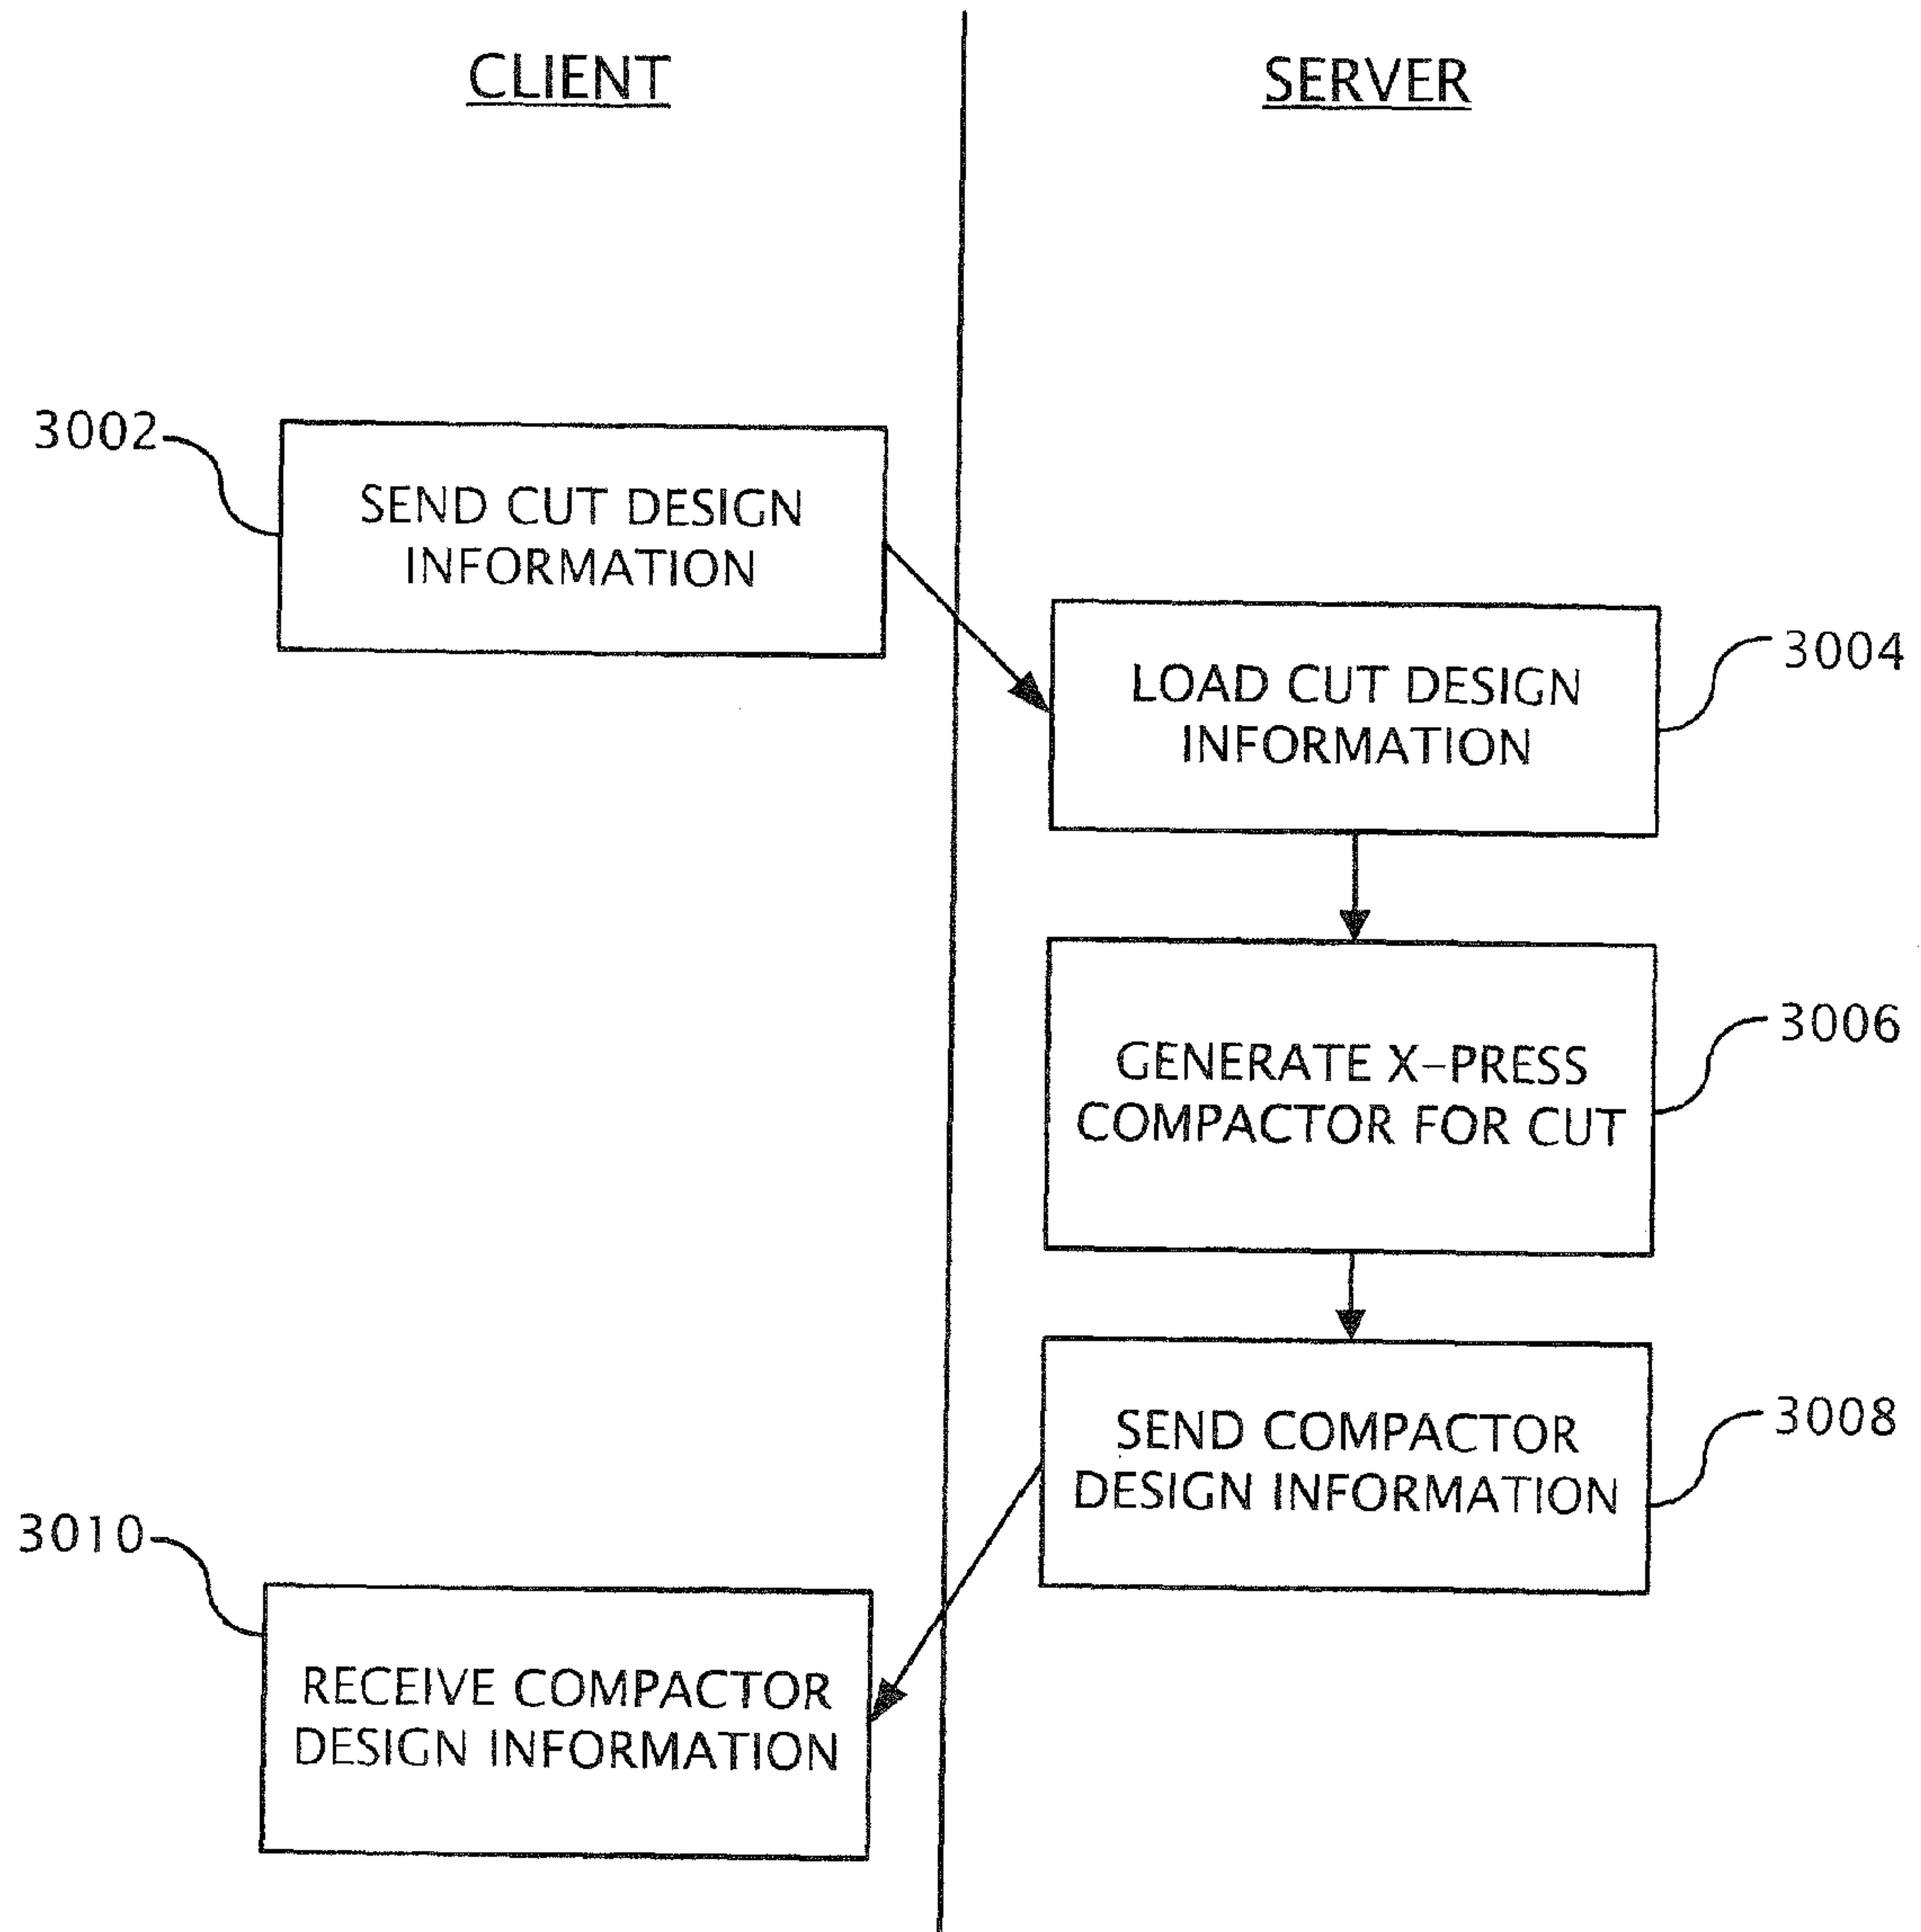 CLIENT
SERVER
3002
SEND CUT DESIGN
INFORMATION
LOAD CUT DESIGN
INFORMATION
3004
GENERATE X-PRESS
COMPACTOR FOR CUT
3006
SEND COMPACTOR
DESIGN INFORMATION
3008
3010
RECEIVE COMPACTOR
DESIGN INFORMATION